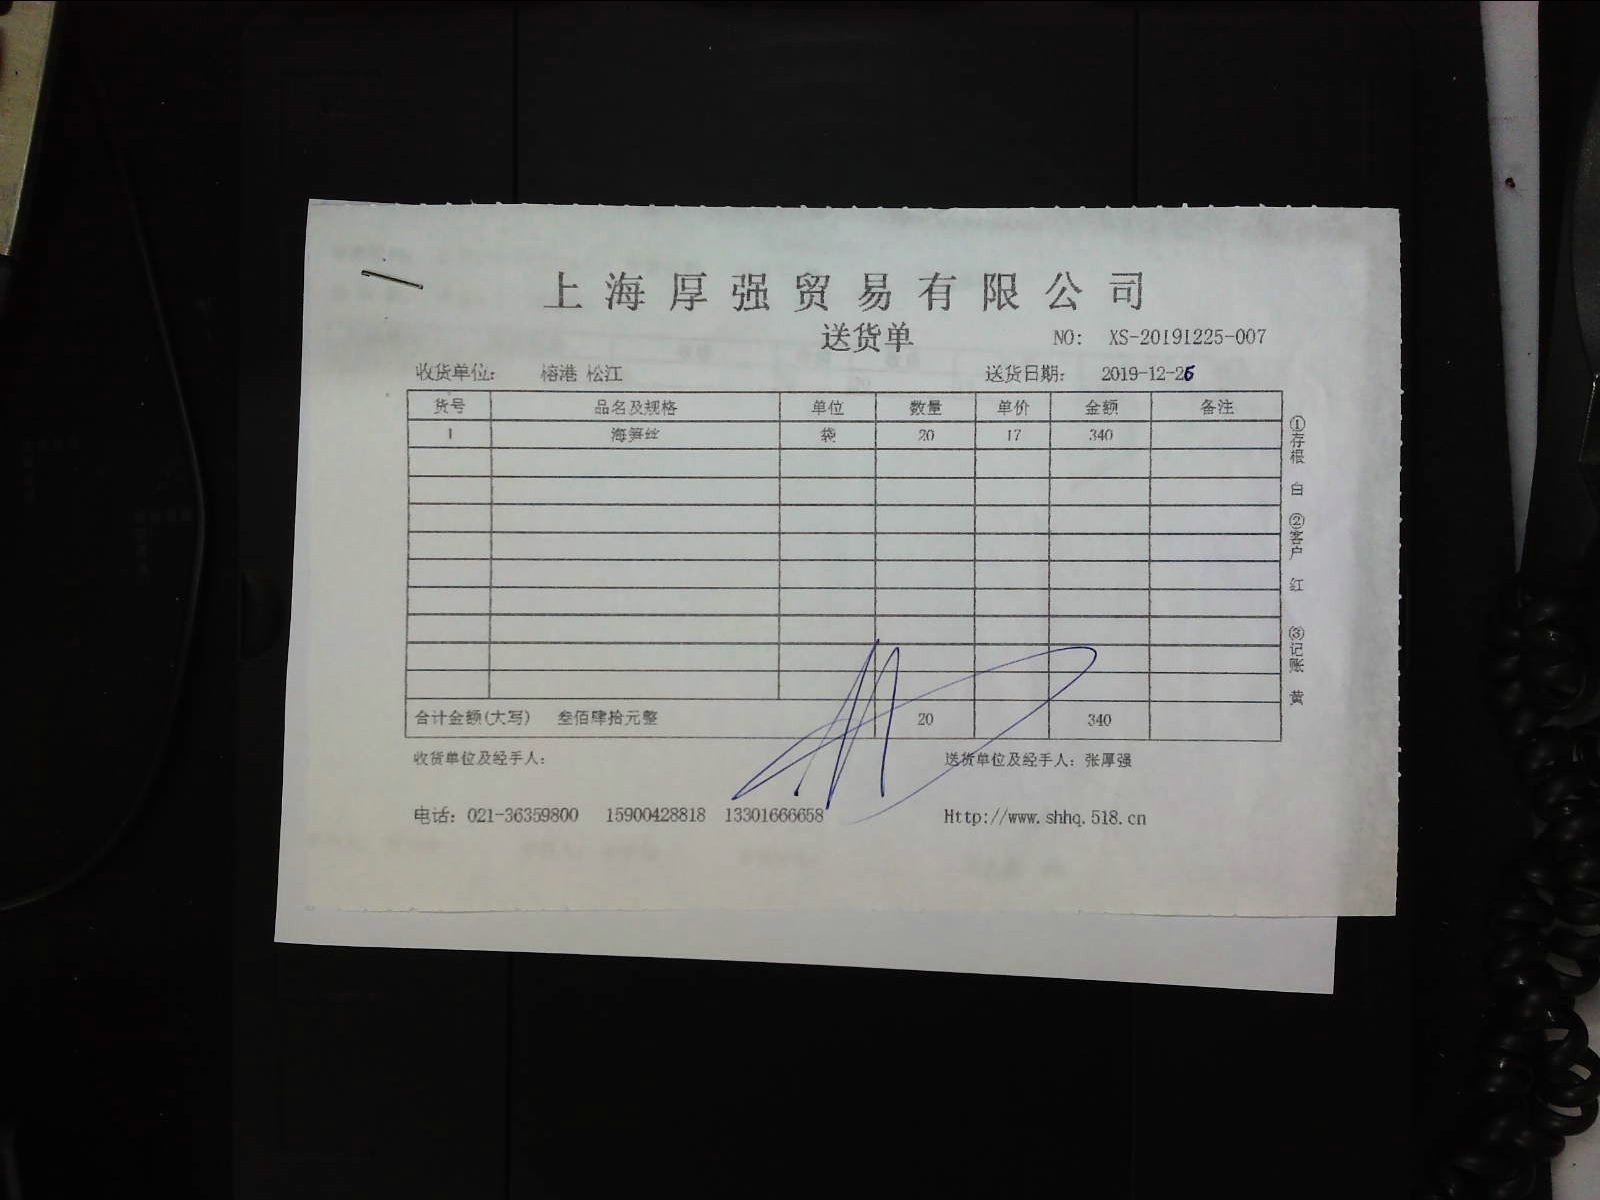 上海厚强贸易有限公司
送货单 NO: XS-20191225-007
收货单位: 榕港 松江 送货日期: 2019-12-26
货号 品名及规格 单位 数量 单价 金额 备注
1 海笋丝 袋 20 17 340
合计金额(大写) 叁佰肆拾元整 20 340
收货单位及经手人: 送货单位及经手人: 张厚强
电话: 021-36359800 15900428818 13301666658 Http://www.shhq.518.cn
①存根 白 ②客户 红 ③记账 黄